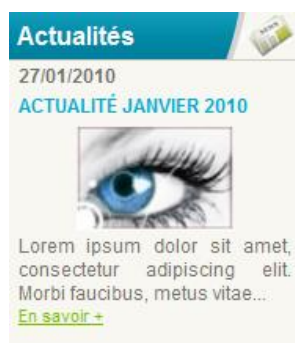 Actualités
27/01/2010
ACTUALITÉ JANVIER 2010
Lorem ipsum dolor sit amet,
consectetur adipiscing elit.
Morbi faucibus, metus vitae...
En savoir +